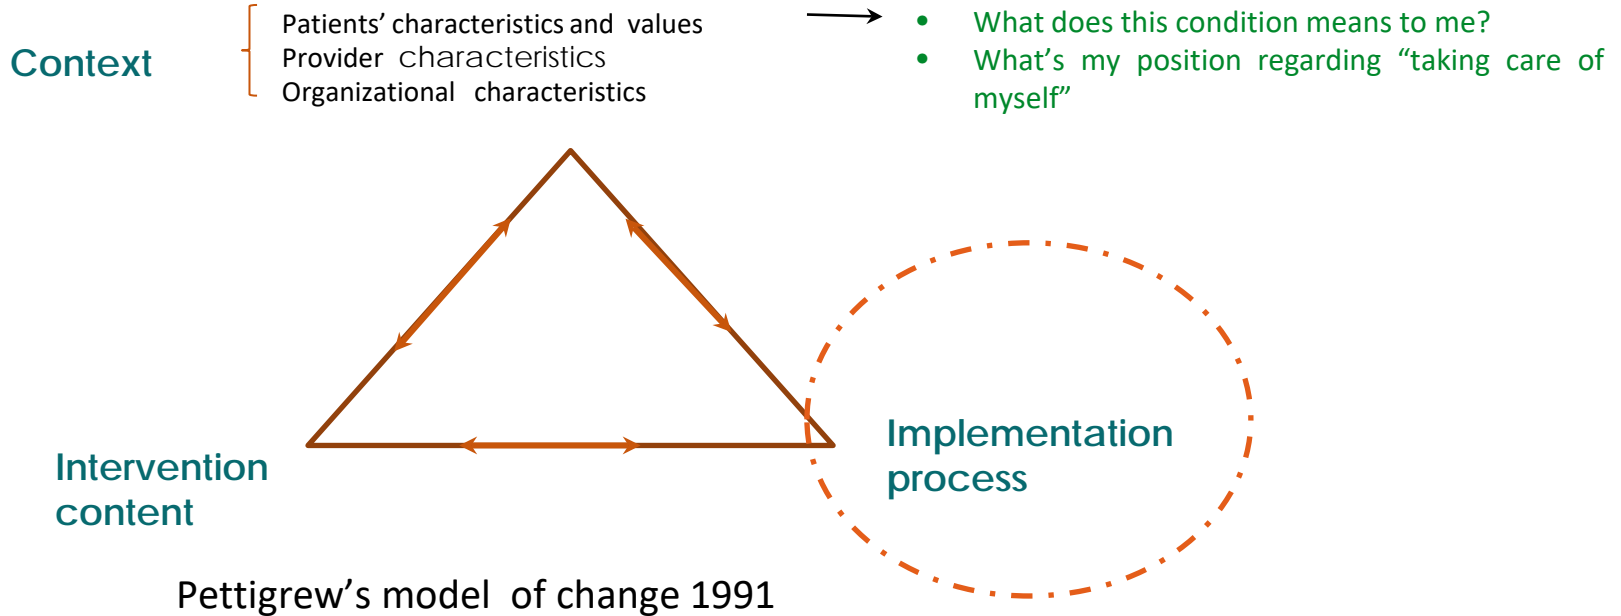 Context
Patients’ characteristics and values
Provider characteristics
Organizational characteristics
• What does this condition means to me?
• What’s my position regarding “taking care of
myself”
Intervention
content
Implementation
process
Pettigrew’s model of change 1991